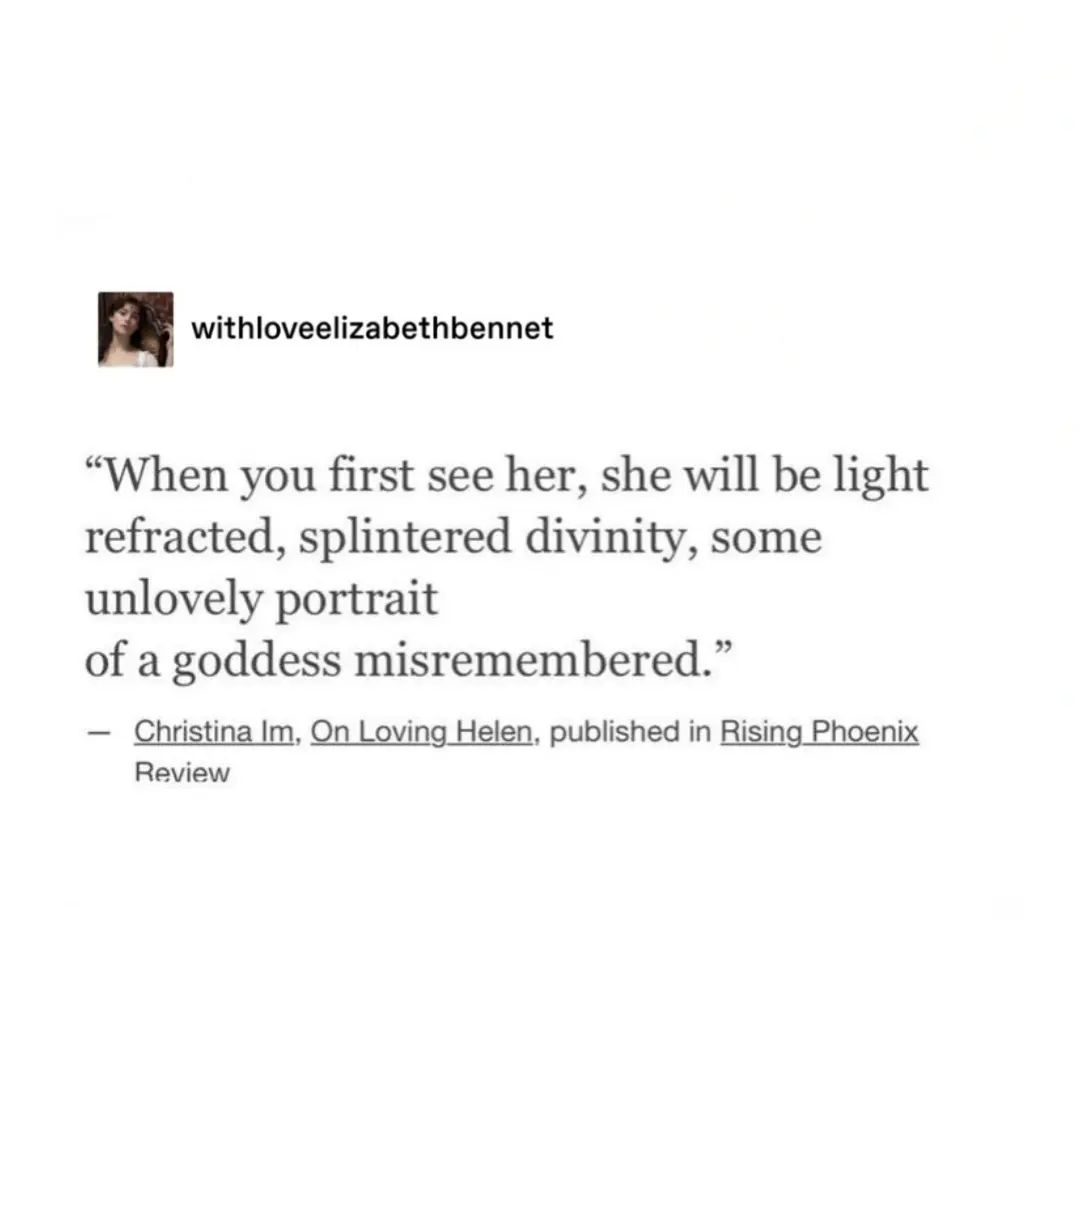 withloveelizabethbennet
“When you first see her, she will be light
refracted, splintered divinity, some
unlovely portrait
of a goddess misremembered.”
— Christina Im, On Loving Helen, published in Rising Phoenix
Review